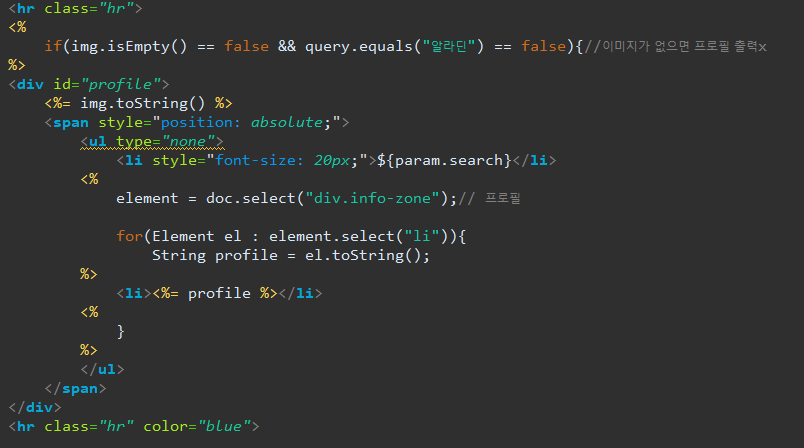 <hr class="hr">
<%
    if(img.isEmpty() == false && query.equals("알라딘") == false){//이미지가 없으면 프로필 출력x
%>
<div id="profile">
    <%= img.toString() %>
    <span style="position: absolute;">
        <ul type="none">
            <li style="font-size: 20px;">${param.search}</li>
        <%
            element = doc.select("div.info-zone");// 프로필
            for(Element el : element.select("li")){
                String profile = el.toString();
        %>
            <li><%= profile %></li>
        <%
            }
        %>
        </ul>
    </span>
</div>
<hr class="hr" color="blue">